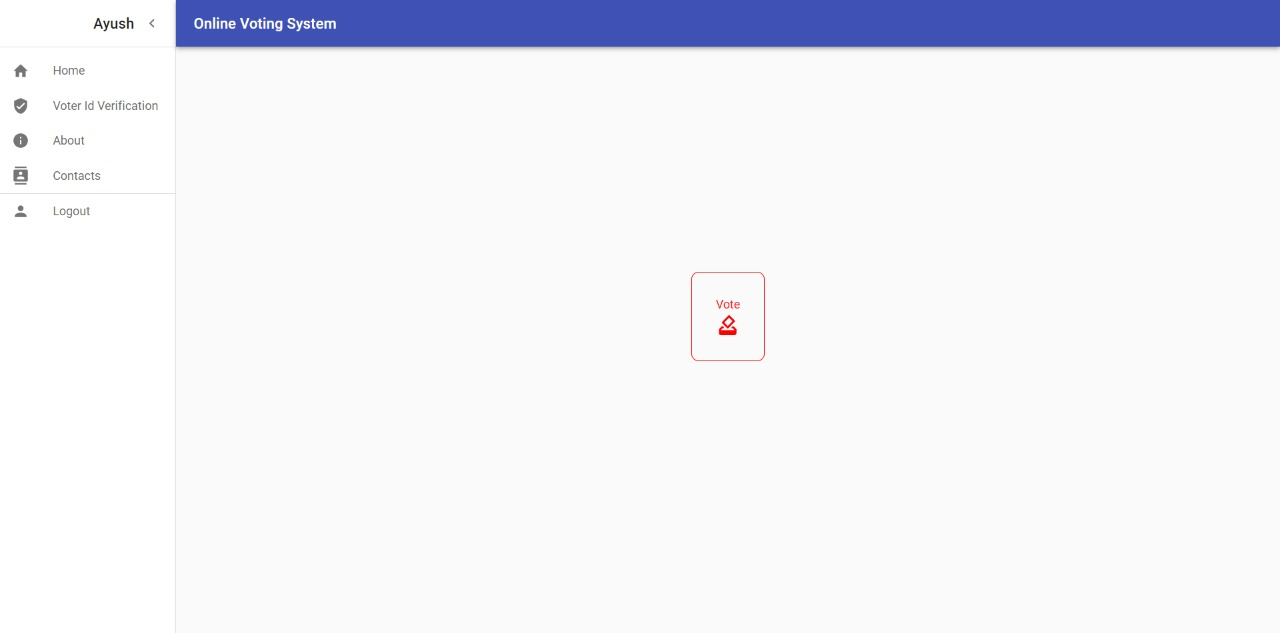 Ayush
Online Voting System
Home
Voter Id Verification
About
Contacts
Logout
Vote